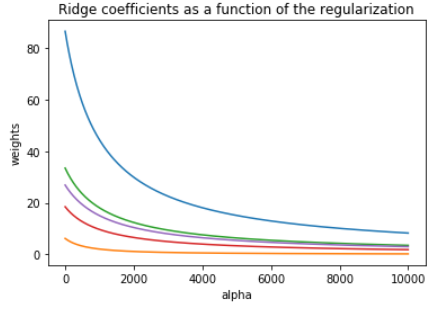 Ridge coefficients as a function of the regularization
80
60
40
20
0
weights
0 2000 4000 6000 8000 10000
alpha